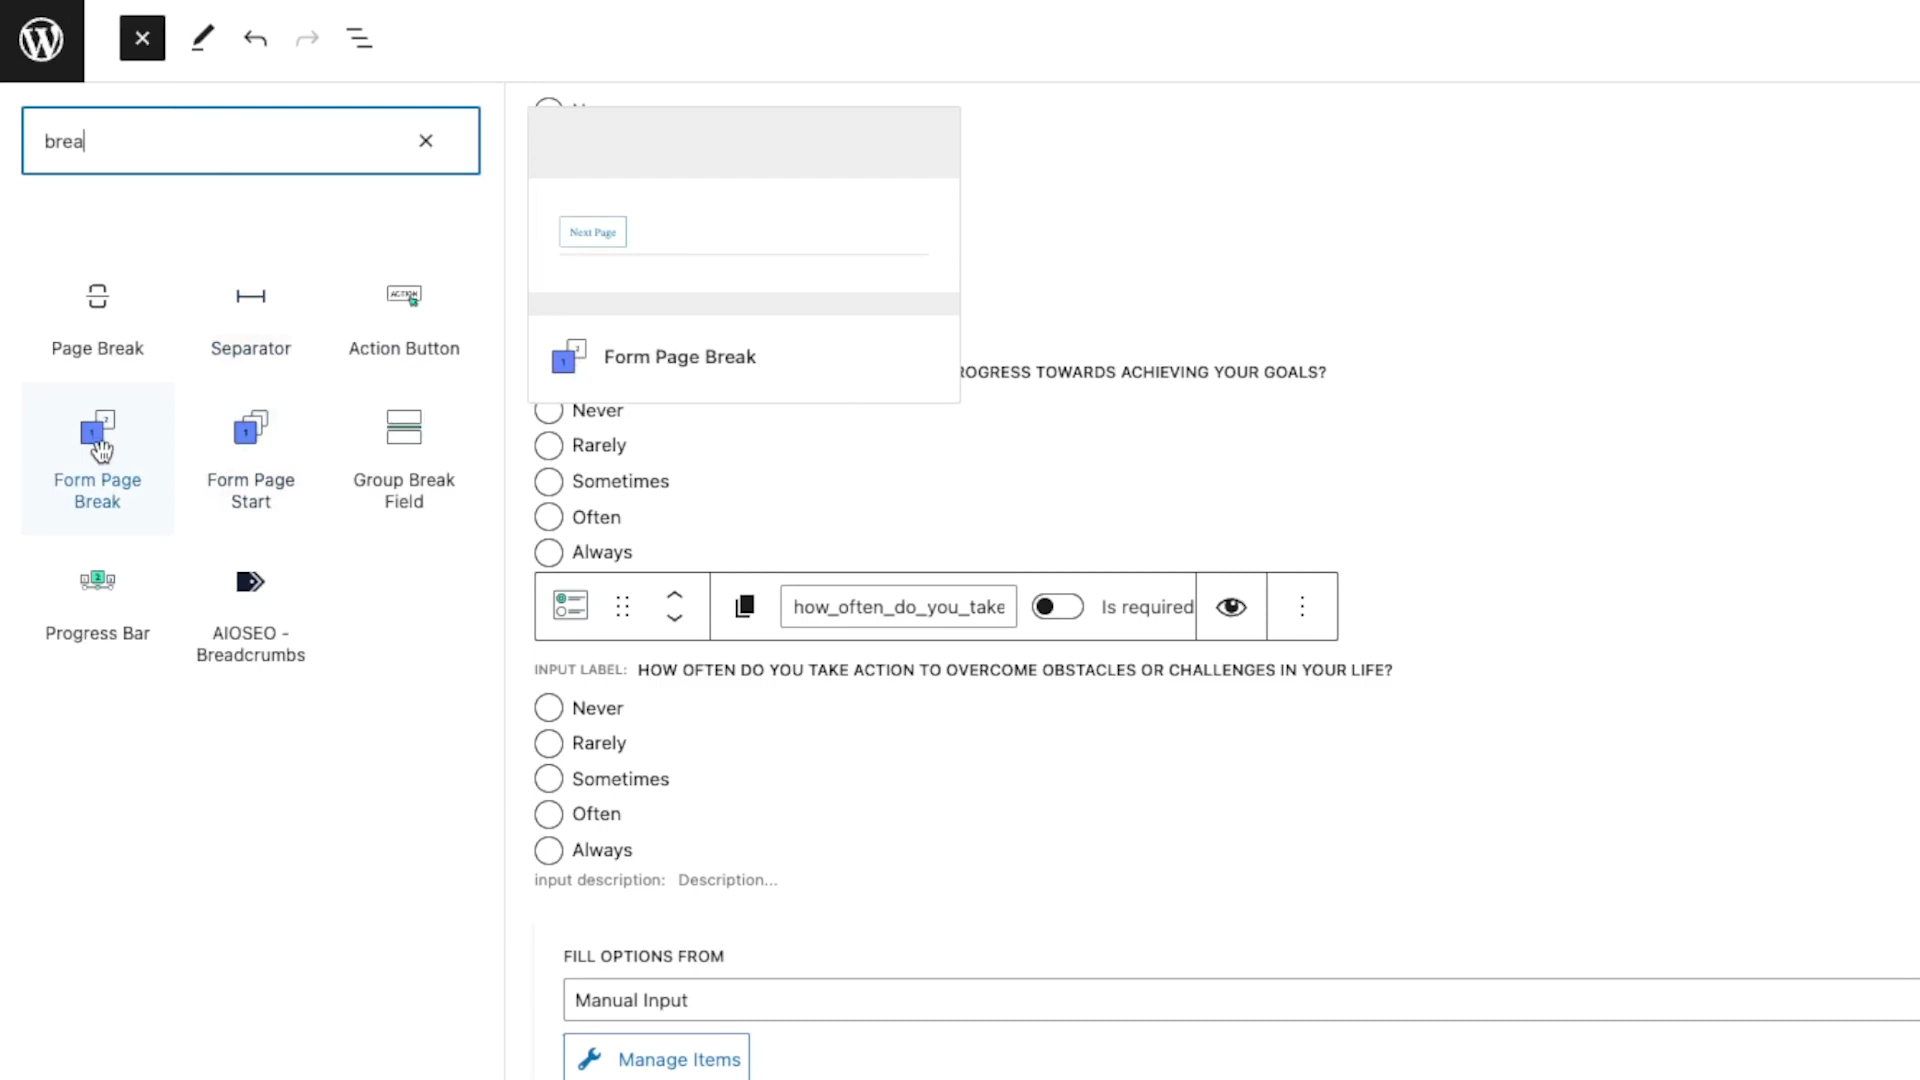 brea
Page Break
Separator
Action Button
Form Page
Break
Form Page
Start
Group Break
Field
Progress Bar
AIOSEO -
Breadcrumbs
Next Page
Form Page Break
ROGRESS TOWARDS ACHIEVING YOUR GOALS?
Never
Rarely
Sometimes
Often
Always
how_often_do_you_take
Is required
INPUT LABEL: HOW OFTEN DO YOU TAKE ACTION TO OVERCOME OBSTACLES OR CHALLENGES IN YOUR LIFE?
Never
Rarely
Sometimes
Often
Always
input description: Description...
FILL OPTIONS FROM
Manual Input
Manage Items